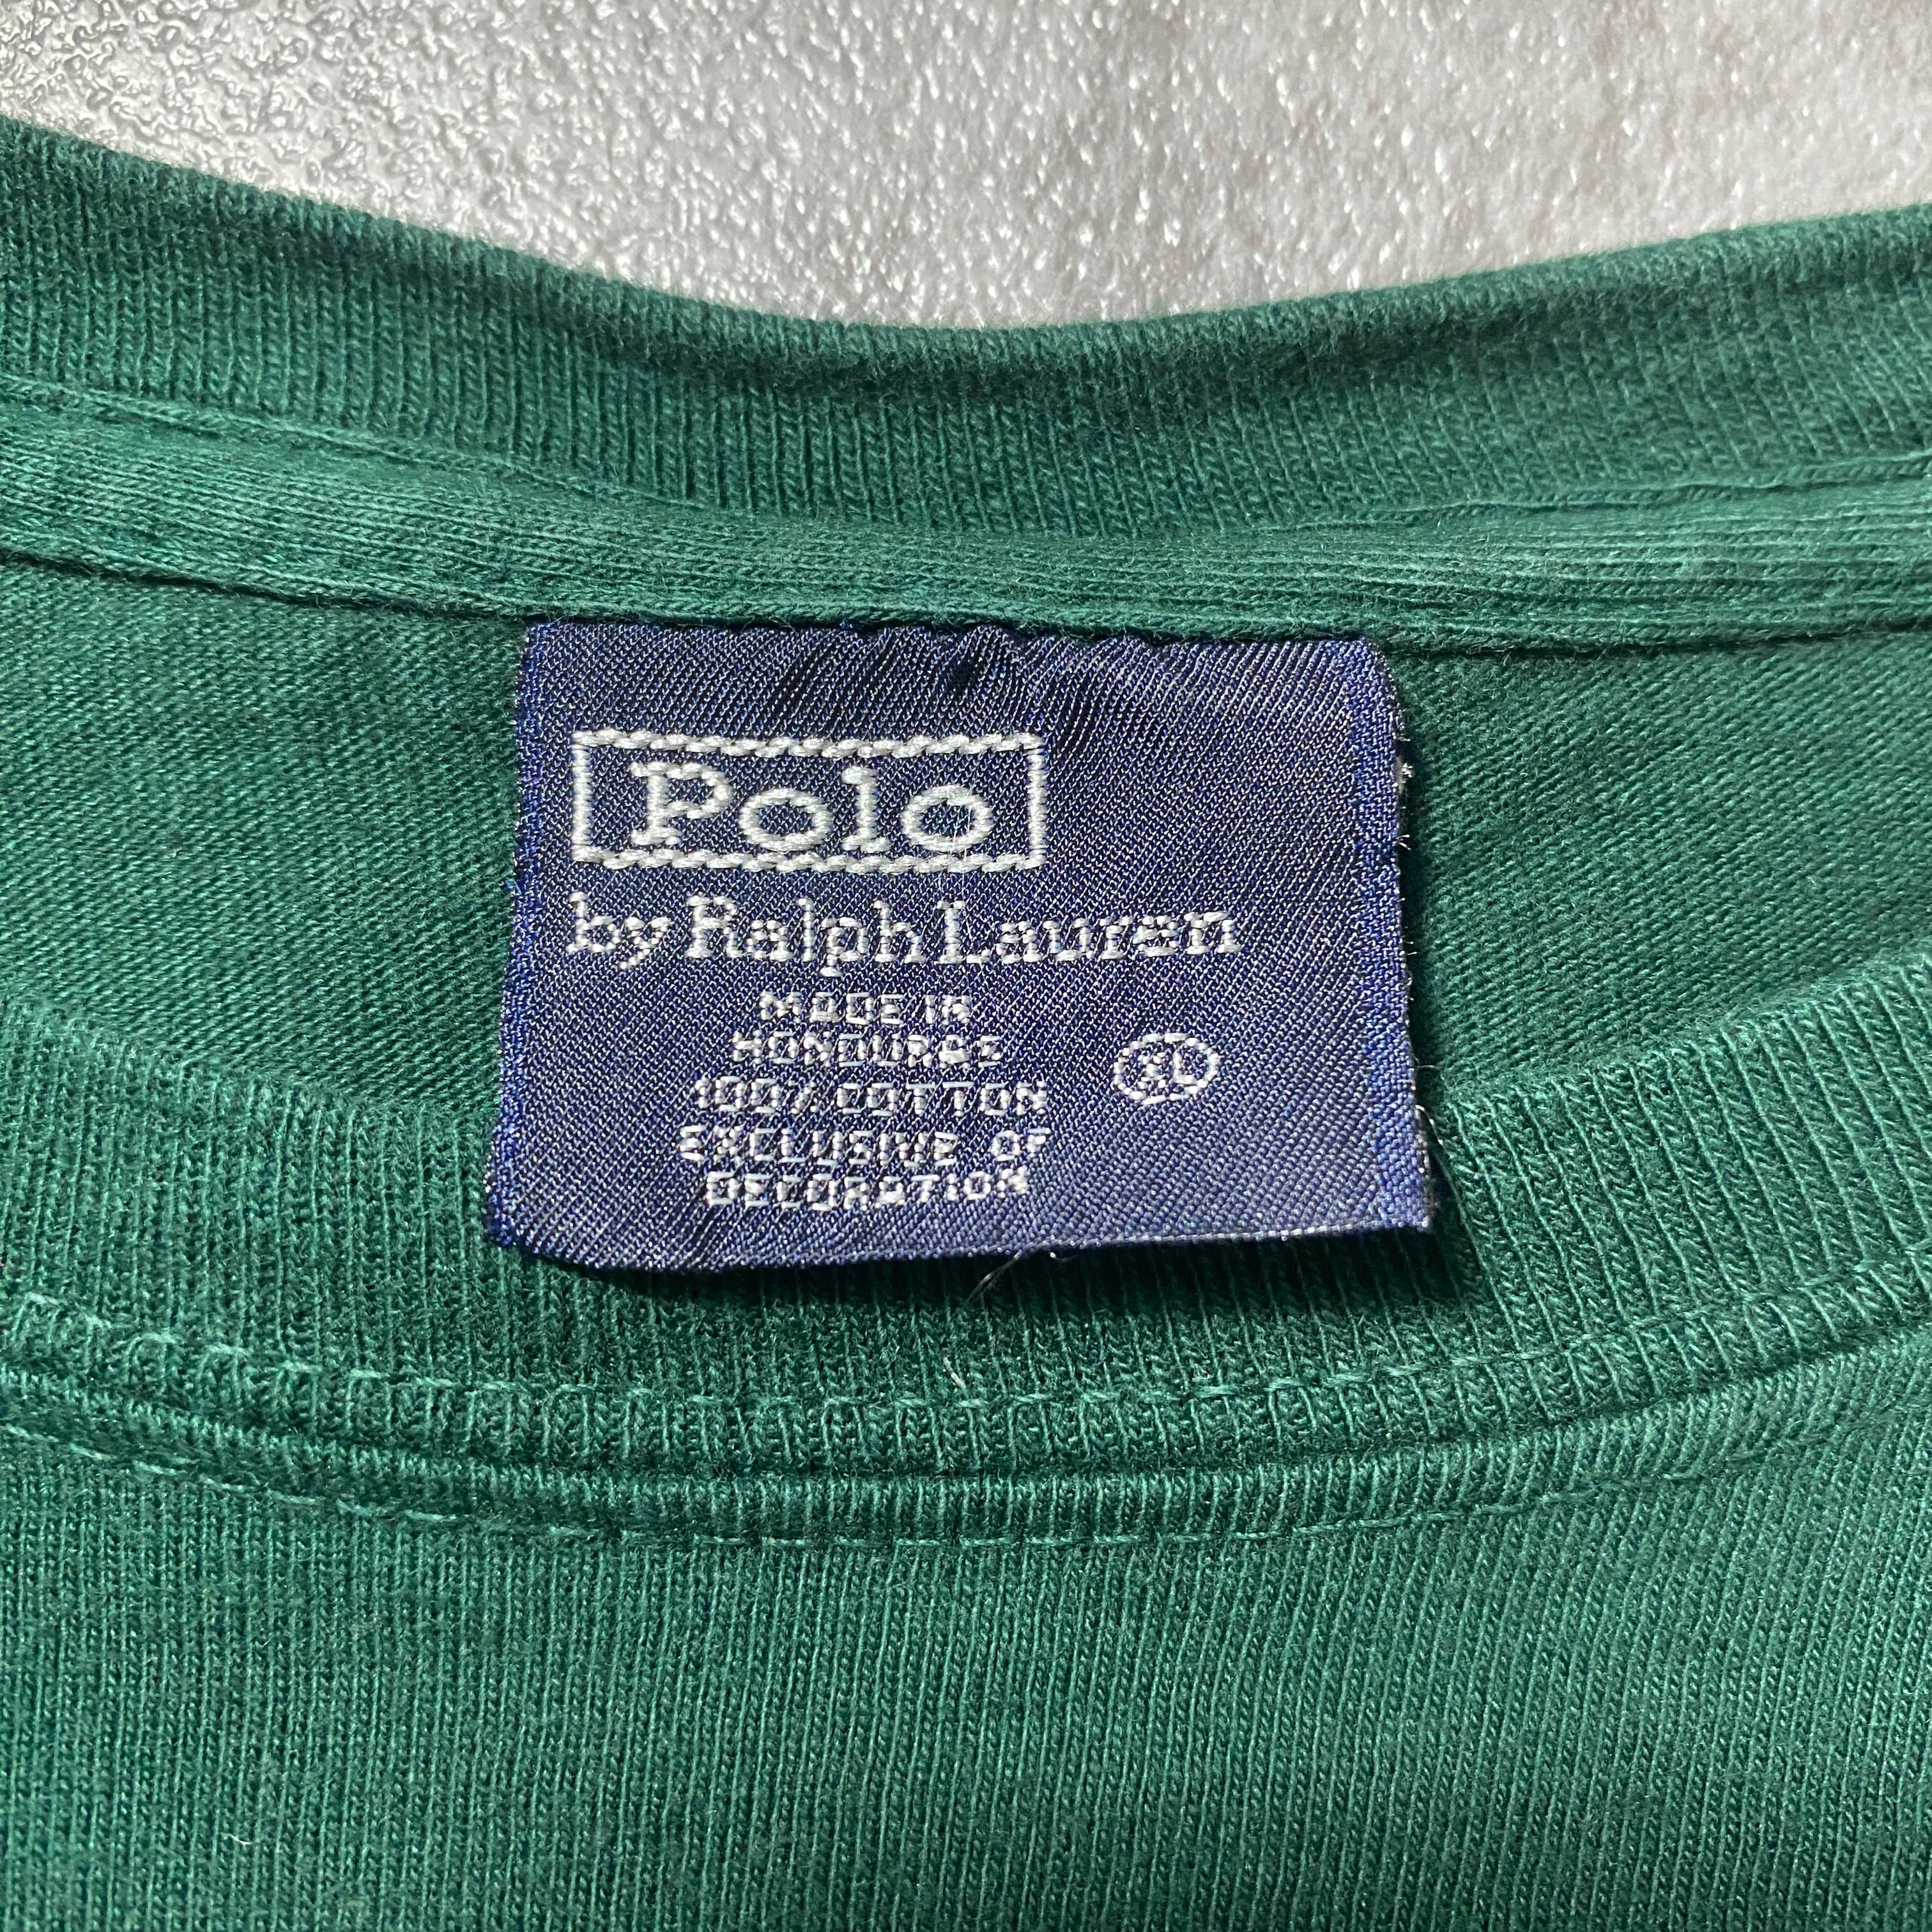 Polo
by Ralph Lauren
MADE IN
HONDURAS
100% COTTON
XL
EXCLUSIVE OF
DECORATION